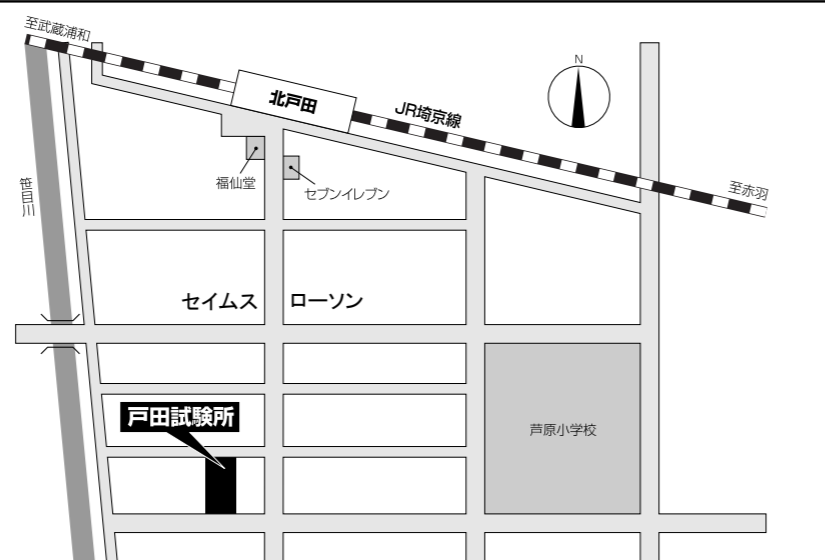 至武蔵浦和
北戸田
JR埼京線
N
至赤羽
笹目川
福仙堂
セブンイレブン
セイムス
ローソン
戸田試験所
芦原小学校